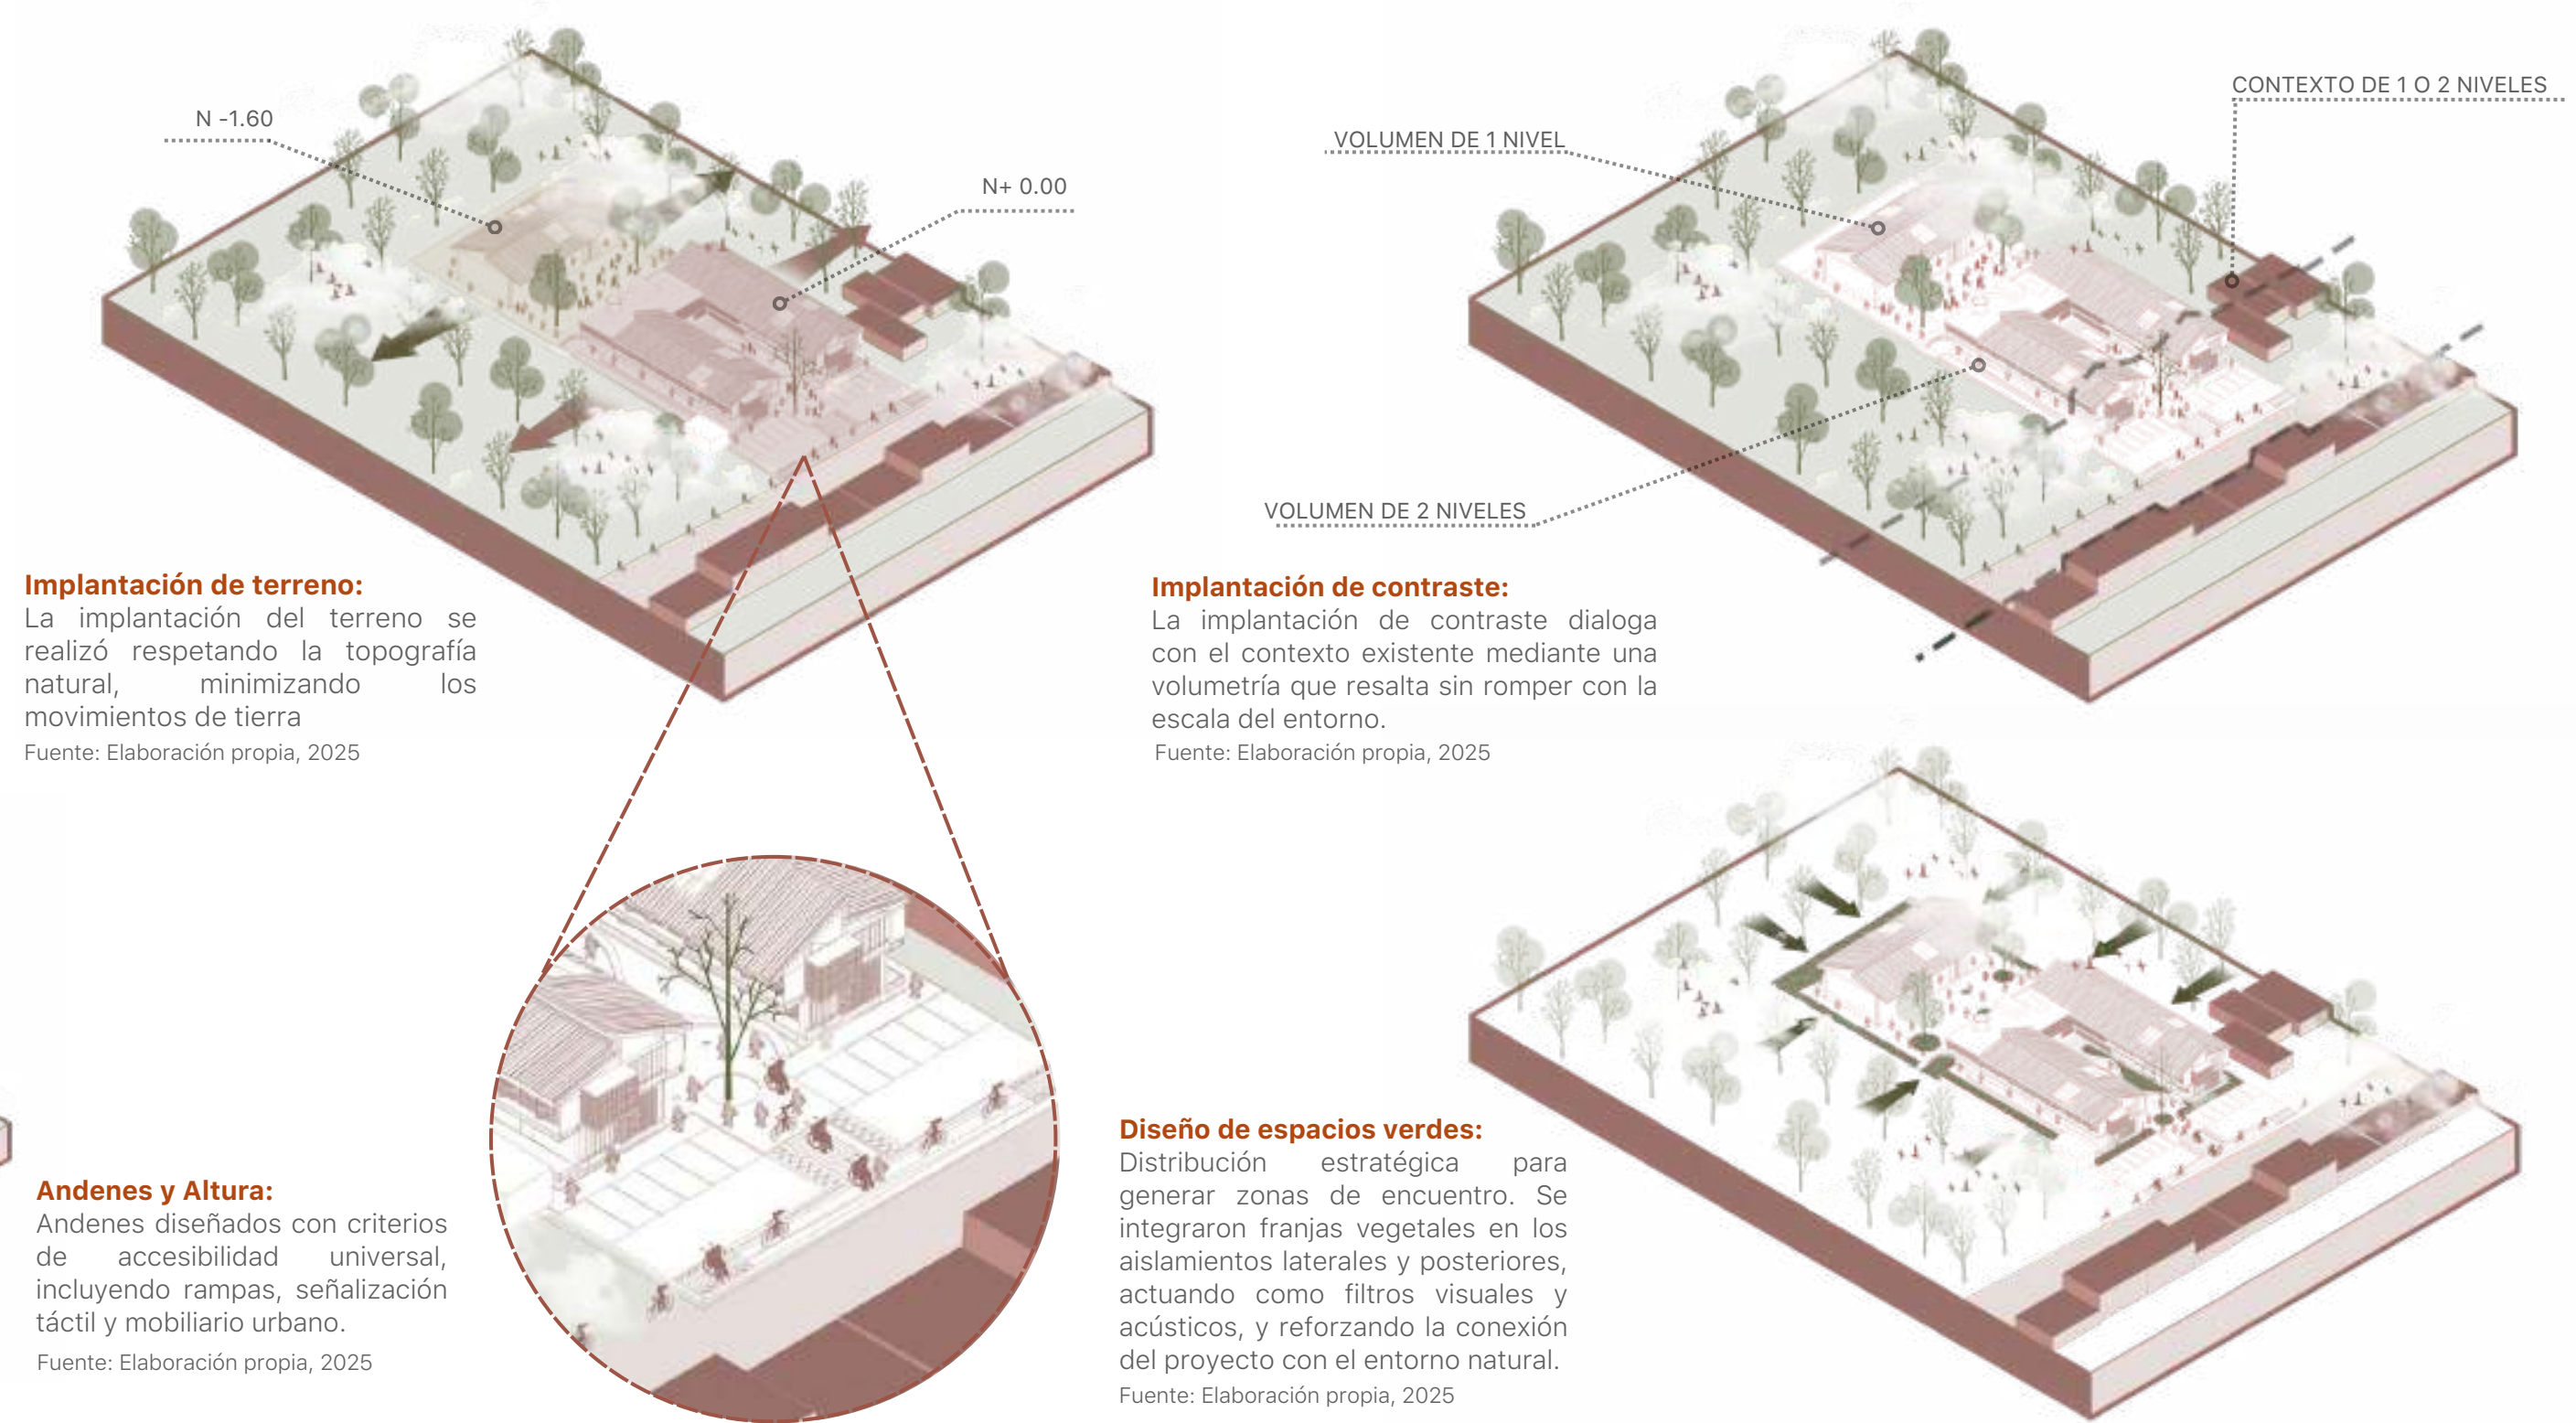 N -1.60
N+ 0.00
Implantación de terreno:
La implantación del terreno se
realizó respetando la topografía
natural, minimizando los
movimientos de tierra
Fuente: Elaboración propia, 2025
CONTEXTO DE 1 O 2 NIVELES
VOLUMEN DE 1 NIVEL
VOLUMEN DE 2 NIVELES
Implantación de contraste:
La implantación de contraste dialoga
con el contexto existente mediante una
volumetría que resalta sin romper con la
escala del entorno.
Fuente: Elaboración propia, 2025
Andenes y Altura:
Andenes diseñados con criterios
de accesibilidad universal,
incluyendo rampas, señalización
táctil y mobiliario urbano.
Fuente: Elaboración propia, 2025
Diseño de espacios verdes:
Distribución estratégica para
generar zonas de encuentro. Se
integraron franjas vegetales en los
aislamientos laterales y posteriores,
actuando como filtros visuales y
acústicos, y reforzando la conexión
del proyecto con el entorno natural.
Fuente: Elaboración propia, 2025